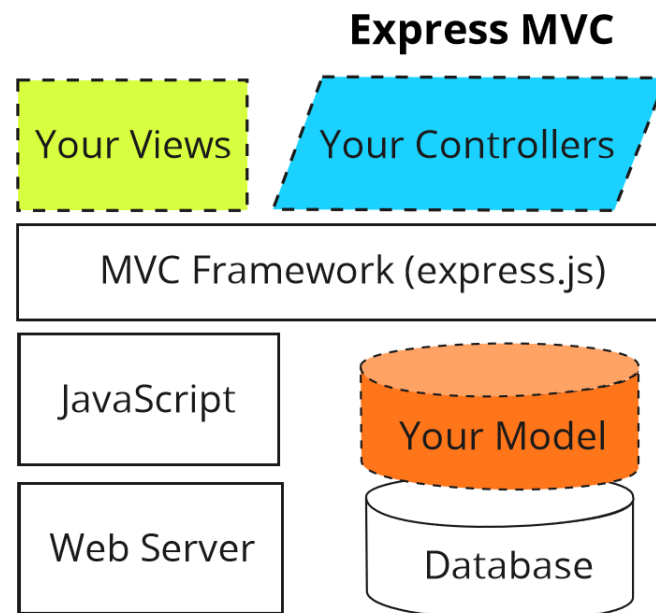 Express MVC
Your Views
Your Controllers
MVC Framework (express.js)
JavaScript
Your Model
Web Server
Database